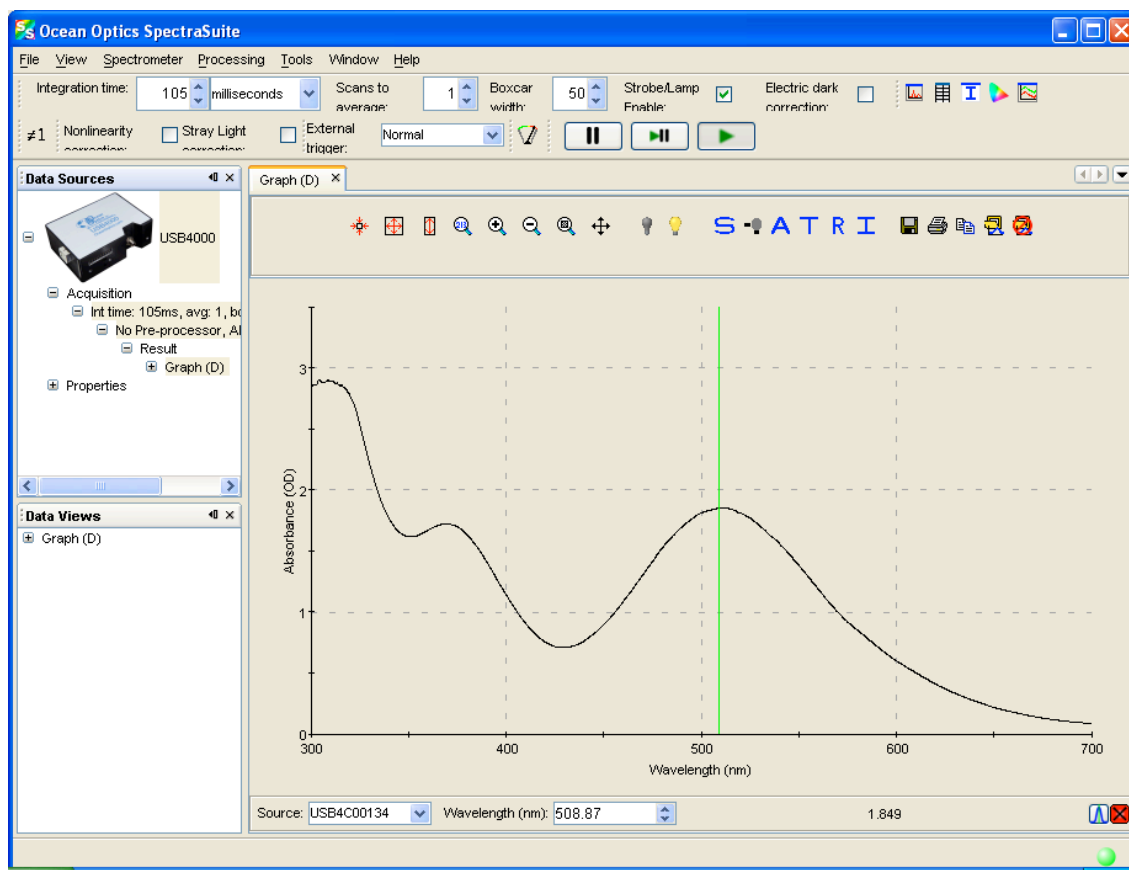 Ocean Optics SpectraSuite
File View Spectrometer Processing Tools Window Help
Integration time: 105 milliseconds Scans to average: 1 Boxcar width: 50 Strobe/Lamp Enable: Electric dark correction:
≠1 Nonlinearity correction: Stray Light correction: External trigger: Normal
Data Sources
Graph (D)
USB4000
S A T R I
Acquisition
Int time: 105ms, avg: 1, bo
No Pre-processor, Al
Result
Graph (D)
Properties
Data Views
Graph (D)
3
2
1
0
Absorbance (OD)
300 400 500 600 700
Wavelength (nm)
Source: USB4C00134 Wavelength (nm): 508.87 1.849